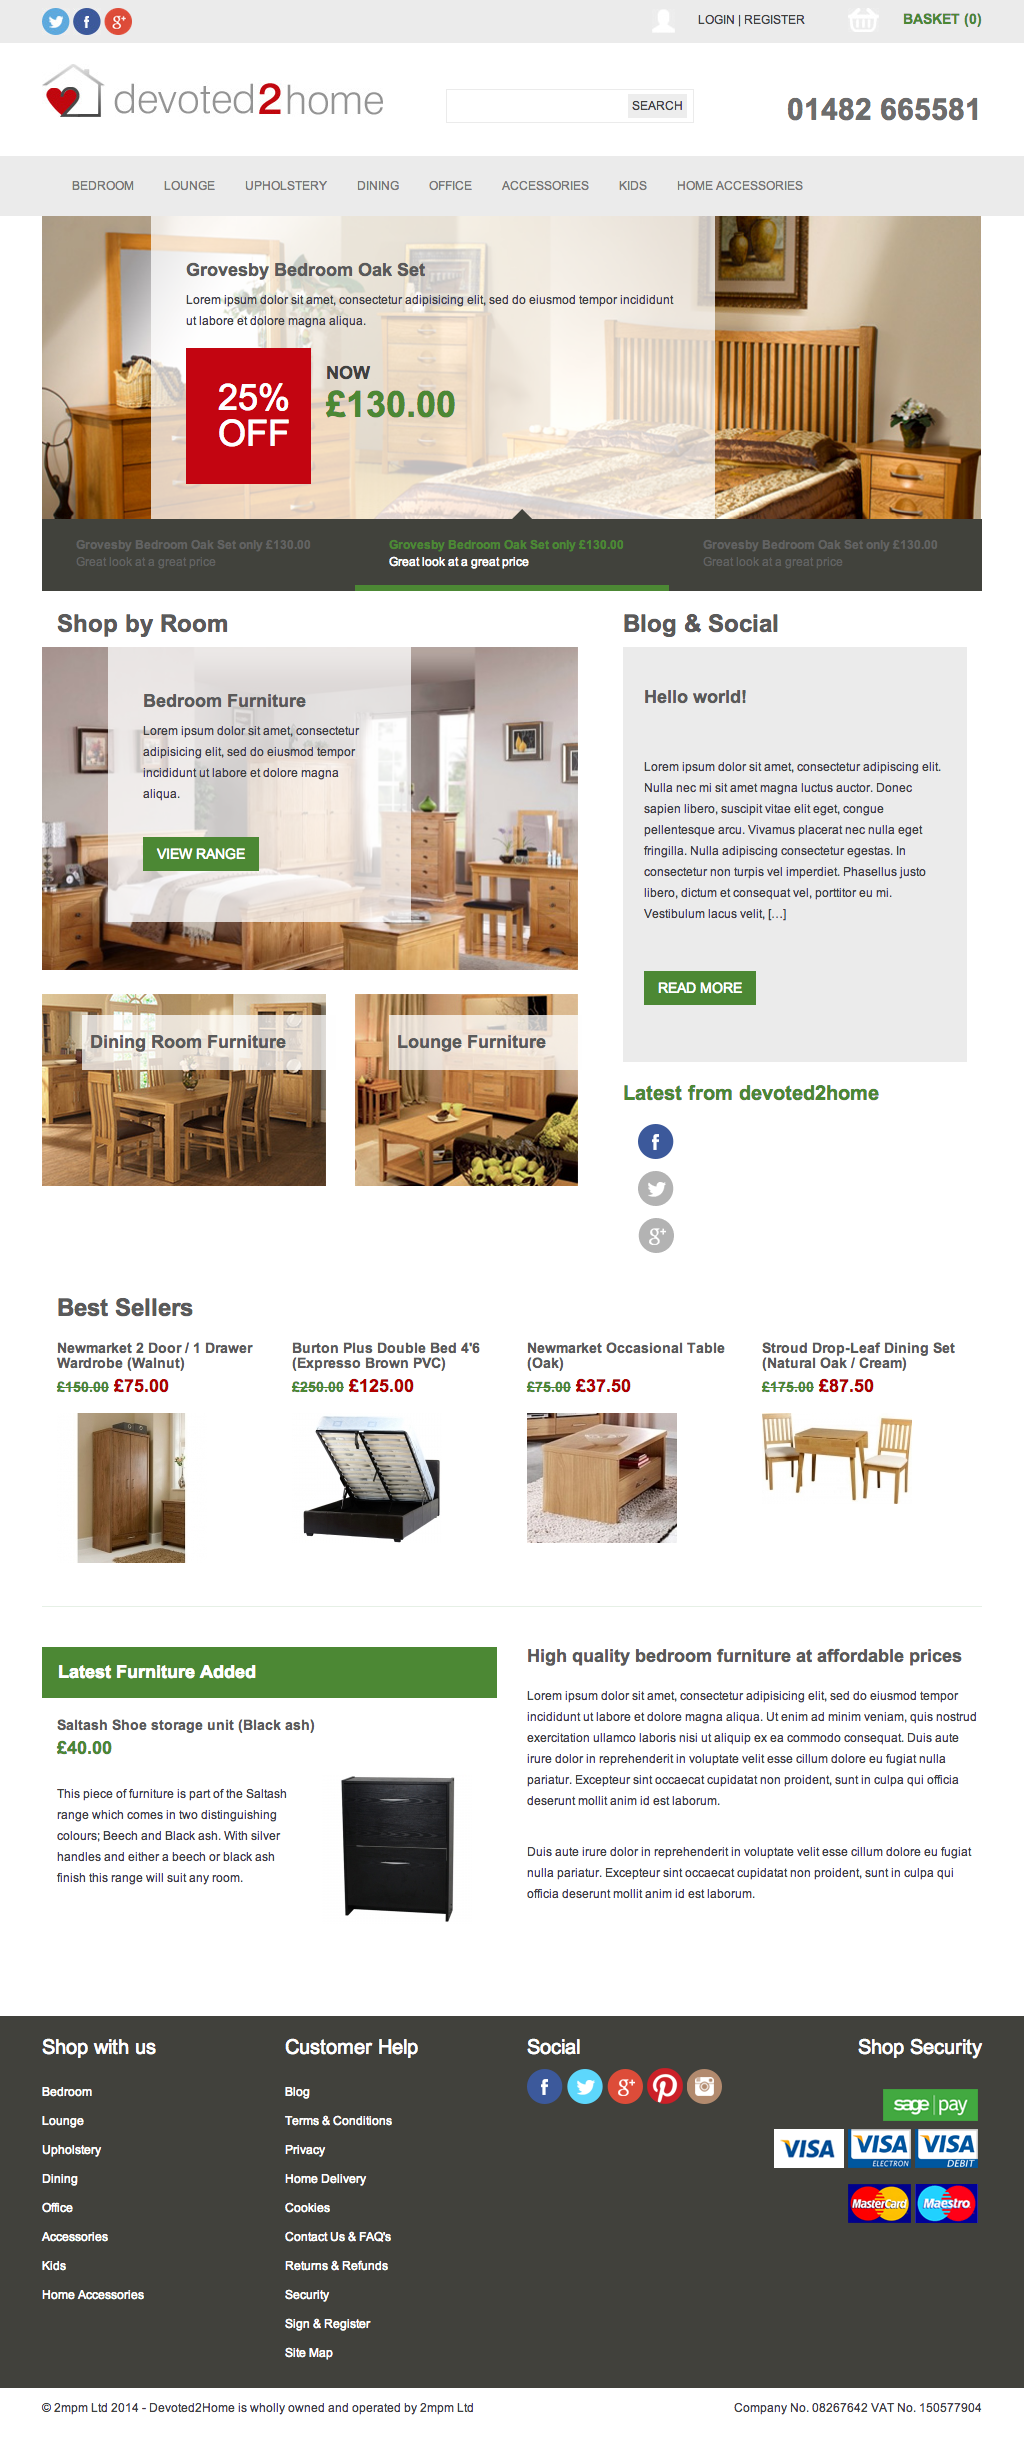 LOGIN | REGISTER
BASKET (0)
devoted2home
SEARCH
01482 665581
BEDROOM LOUNGE UPHOLSTERY DINING OFFICE ACCESSORIES KIDS HOME ACCESSORIES
Grovesby Bedroom Oak Set
Lorem ipsum dolor sit amet, consectetur adipisicing elit, sed do eiusmod tempor incididunt
ut labore et dolore magna aliqua.
25%
OFF
NOW
£130.00
Grovesby Bedroom Oak Set only £130.00
Great look at a great price
Grovesby Bedroom Oak Set only £130.00
Great look at a great price
Grovesby Bedroom Oak Set only £130.00
Great look at a great price
Shop by Room
Bedroom Furniture
Lorem ipsum dolor sit amet, consectetur
adipisicing elit, sed do eiusmod tempor
incididunt ut labore et dolore magna
aliqua.
VIEW RANGE
Dining Room Furniture
Lounge Furniture
Blog & Social
Hello world!
Lorem ipsum dolor sit amet, consectetur adipiscing elit.
Nulla nec mi sit amet magna luctus auctor. Donec
sapien libero, suscipit vitae elit eget, congue
pellentesque arcu. Vivamus placerat nec nulla eget
fringilla. Nulla adipiscing consectetur egestas. In
consectetur non turpis vel imperdiet. Phasellus justo
libero, dictum et consequat vel, porttitor eu mi.
Vestibulum lacus velit, […]
READ MORE
Latest from devoted2home
Best Sellers
Newmarket 2 Door / 1 Drawer
Wardrobe (Walnut)
£150.00 £75.00
Burton Plus Double Bed 4'6
(Expresso Brown PVC)
£250.00 £125.00
Newmarket Occasional Table
(Oak)
£75.00 £37.50
Stroud Drop-Leaf Dining Set
(Natural Oak / Cream)
£175.00 £87.50
Latest Furniture Added
Saltash Shoe storage unit (Black ash)
£40.00
This piece of furniture is part of the Saltash
range which comes in two distinguishing
colours; Beech and Black ash. With silver
handles and either a beech or black ash
finish this range will suit any room.
High quality bedroom furniture at affordable prices
Lorem ipsum dolor sit amet, consectetur adipisicing elit, sed do eiusmod tempor
incididunt ut labore et dolore magna aliqua. Ut enim ad minim veniam, quis nostrud
exercitation ullamco laboris nisi ut aliquip ex ea commodo consequat. Duis aute
irure dolor in reprehenderit in voluptate velit esse cillum dolore eu fugiat nulla
pariatur. Excepteur sint occaecat cupidatat non proident, sunt in culpa qui officia
deserunt mollit anim id est laborum.
Duis aute irure dolor in reprehenderit in voluptate velit esse cillum dolore eu fugiat
nulla pariatur. Excepteur sint occaecat cupidatat non proident, sunt in culpa qui
officia deserunt mollit anim id est laborum.
Shop with us
Bedroom
Lounge
Upholstery
Dining
Office
Accessories
Kids
Home Accessories
Customer Help
Blog
Terms & Conditions
Privacy
Home Delivery
Cookies
Contact Us & FAQ's
Returns & Refunds
Security
Sign & Register
Site Map
Social
Shop Security
sage pay
VISA
VISA ELECTRON
VISA DEBIT
MasterCard
Maestro
© 2mpm Ltd 2014 - Devoted2Home is wholly owned and operated by 2mpm Ltd
Company No. 08267642 VAT No. 150577904